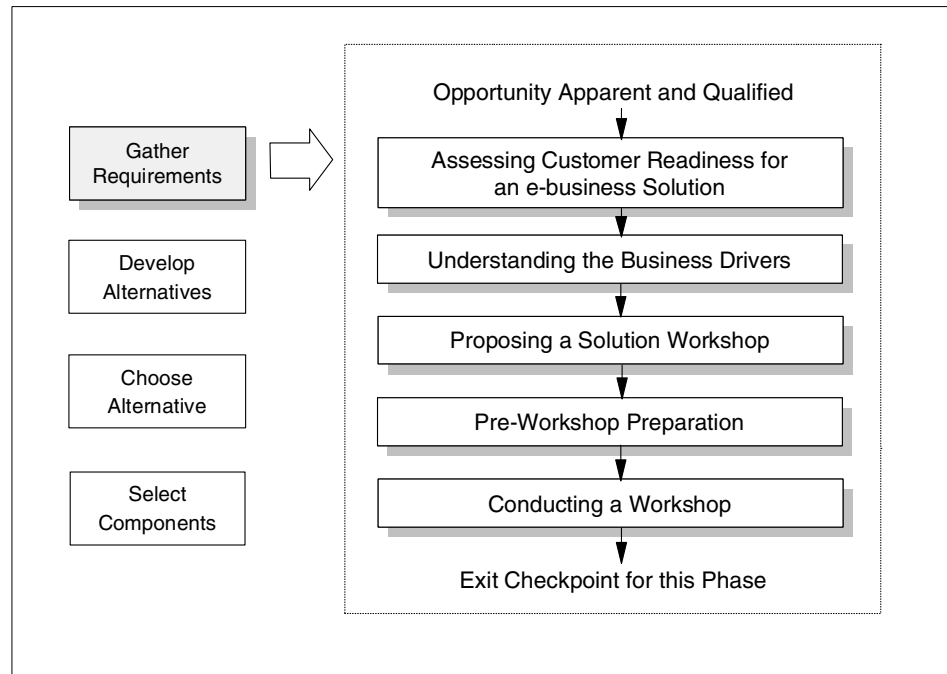 Gather
Requirements
Develop
Alternatives
Choose
Alternative
Select
Components
Opportunity Apparent and Qualified
Assessing Customer Readiness for
an e-business Solution
Understanding the Business Drivers
Proposing a Solution Workshop
Pre-Workshop Preparation
Conducting a Workshop
Exit Checkpoint for this Phase